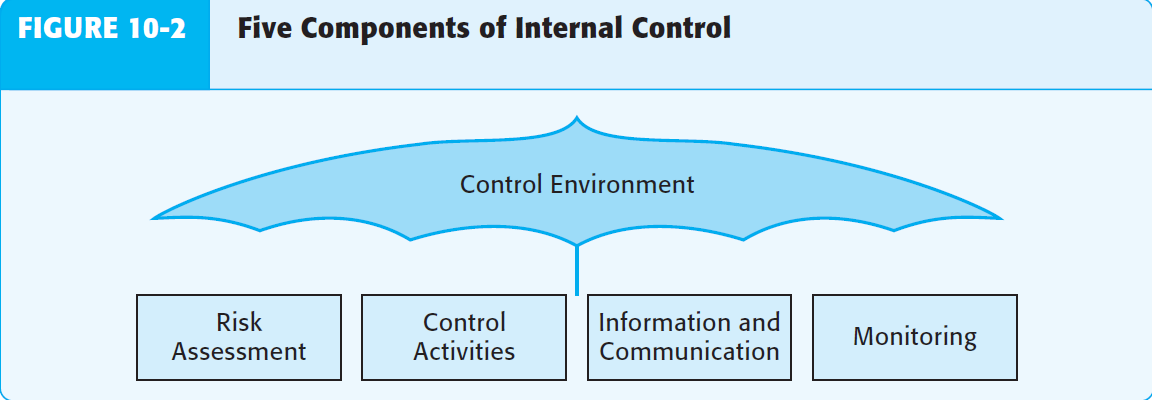 FIGURE 10-2
Five Components of Internal Control
Control Environment
Risk
Assessment
Control
Activities
Information and
Communication
Monitoring